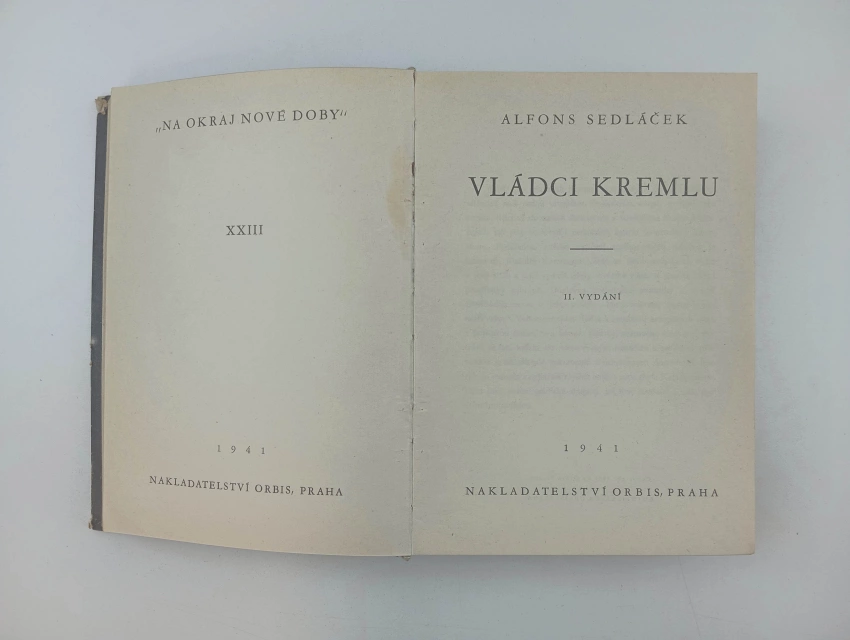 „NA OKRAJ NOVÉ DOBY“
XXIII
1941
NAKLADATELSTVÍ ORBIS, PRAHA
ALFONS SEDLÁČEK
VLÁDCI KREMLU
II. VYDÁNÍ
1941
NAKLADATELSTVÍ ORBIS, PRAHA